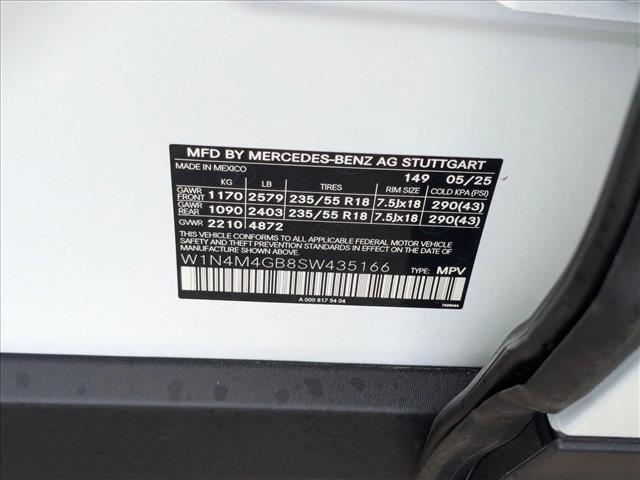 MFD BY MERCEDES-BENZ AG STUTTGART
MADE IN MEXICO 149 05/25
KG LB TIRES RIM SIZE COLD KPA(PSI)
GAWR FRONT 1170 2579 235/55 R18 7.5Jx18 290(43)
GAWR REAR 1090 2403 235/55 R18 7.5Jx18 290(43)
GVWR 2210 4872
THIS VEHICLE CONFORMS TO ALL APPLICABLE FEDERAL MOTOR VEHICLE
SAFETY, BUMPER, AND THEFT PREVENTION STANDARDS IN
EFFECT ON THE DATE OF MANUFACTURE SHOWN ABOVE.
W1N4M4GB8SW435166 TYPE: MPV
A 000 817 54 04